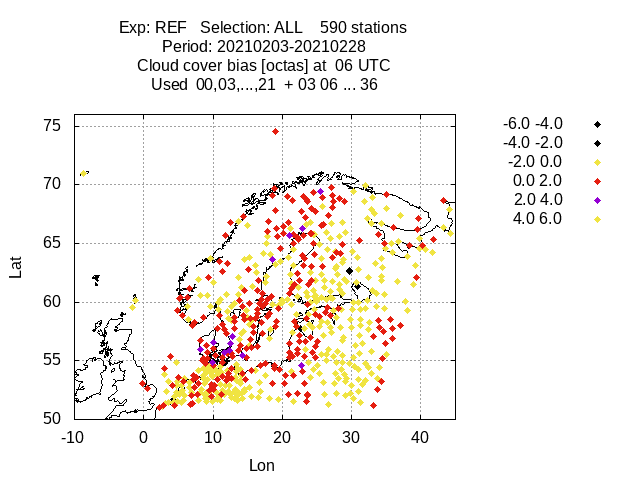 Exp: REF   Selection: ALL    590 stations
Period: 20210203-20210228
Cloud cover bias [octas] at  06 UTC
Used  00,03,...,21  + 03 06 ... 36
-6.0 -4.0
-4.0 -2.0
-2.0 0.0
0.0 2.0
2.0 4.0
4.0 6.0
75
70
65
60
55
50
Lat
-10 0 10 20 30 40
Lon